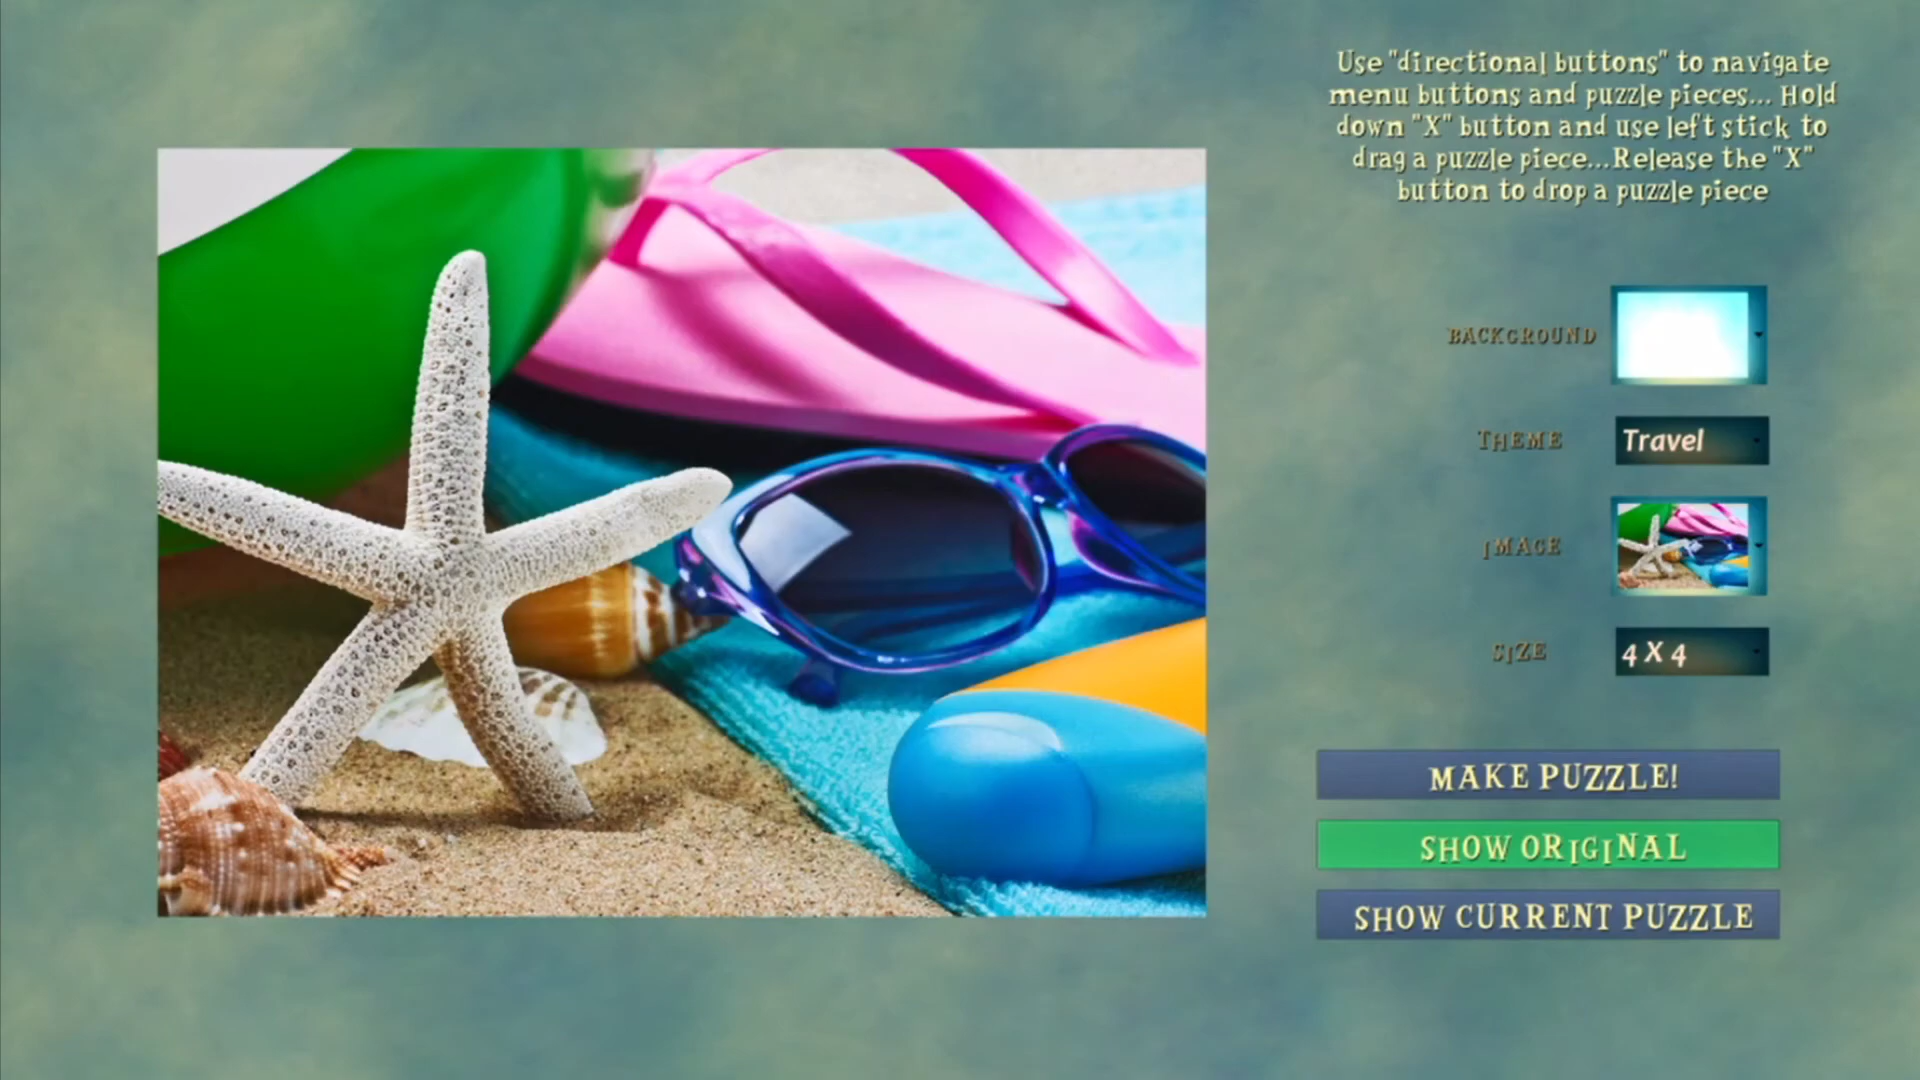 Use "directional buttons" to navigate
menu buttons and puzzle pieces... Hold
down "X" button and use left stick to
drag a puzzle piece...Release the "X"
button to drop a puzzle piece
BACKGROUND
THEME
Travel
IMAGE
SIZE
4 X 4
MAKE PUZZLE!
SHOW ORIGINAL
SHOW CURRENT PUZZLE